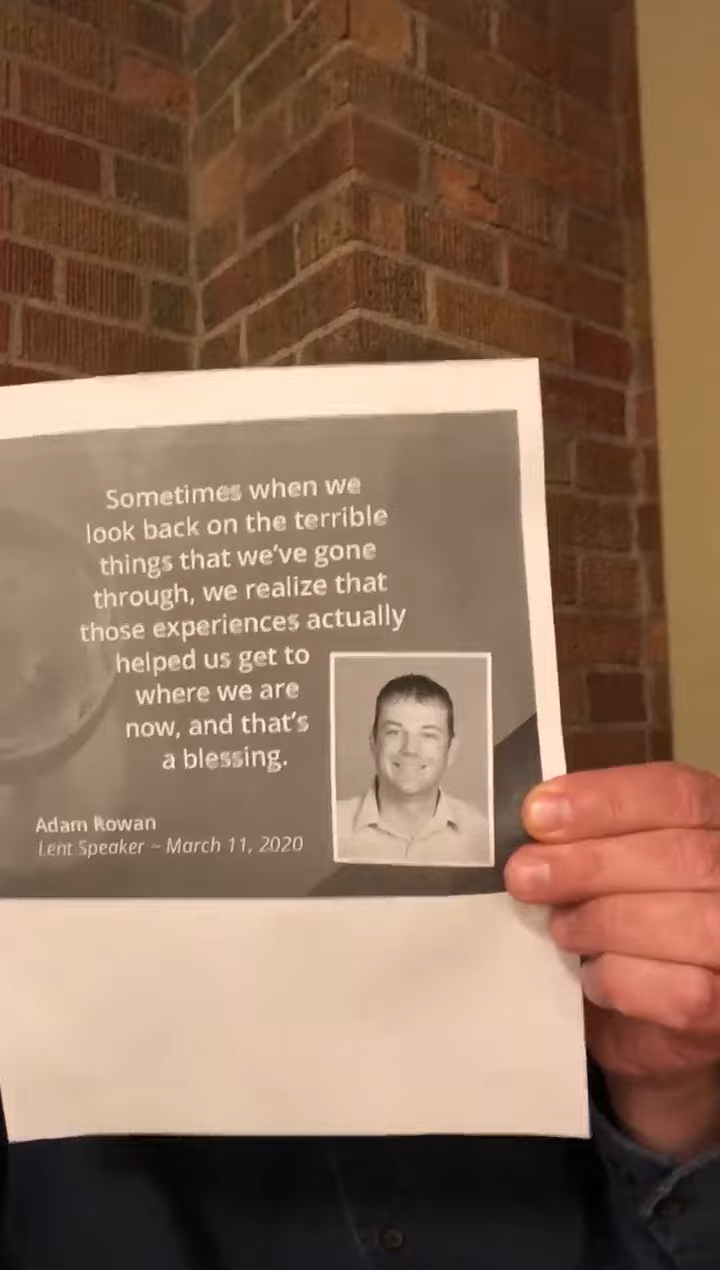 Sometimes when we
look back on the terrible
things that we've gone
through, we realize that
those experiences actually
helped us get to
where we are
now, and that's
a blessing.
Adam Rowan
Lent Speaker ~ March 11, 2020